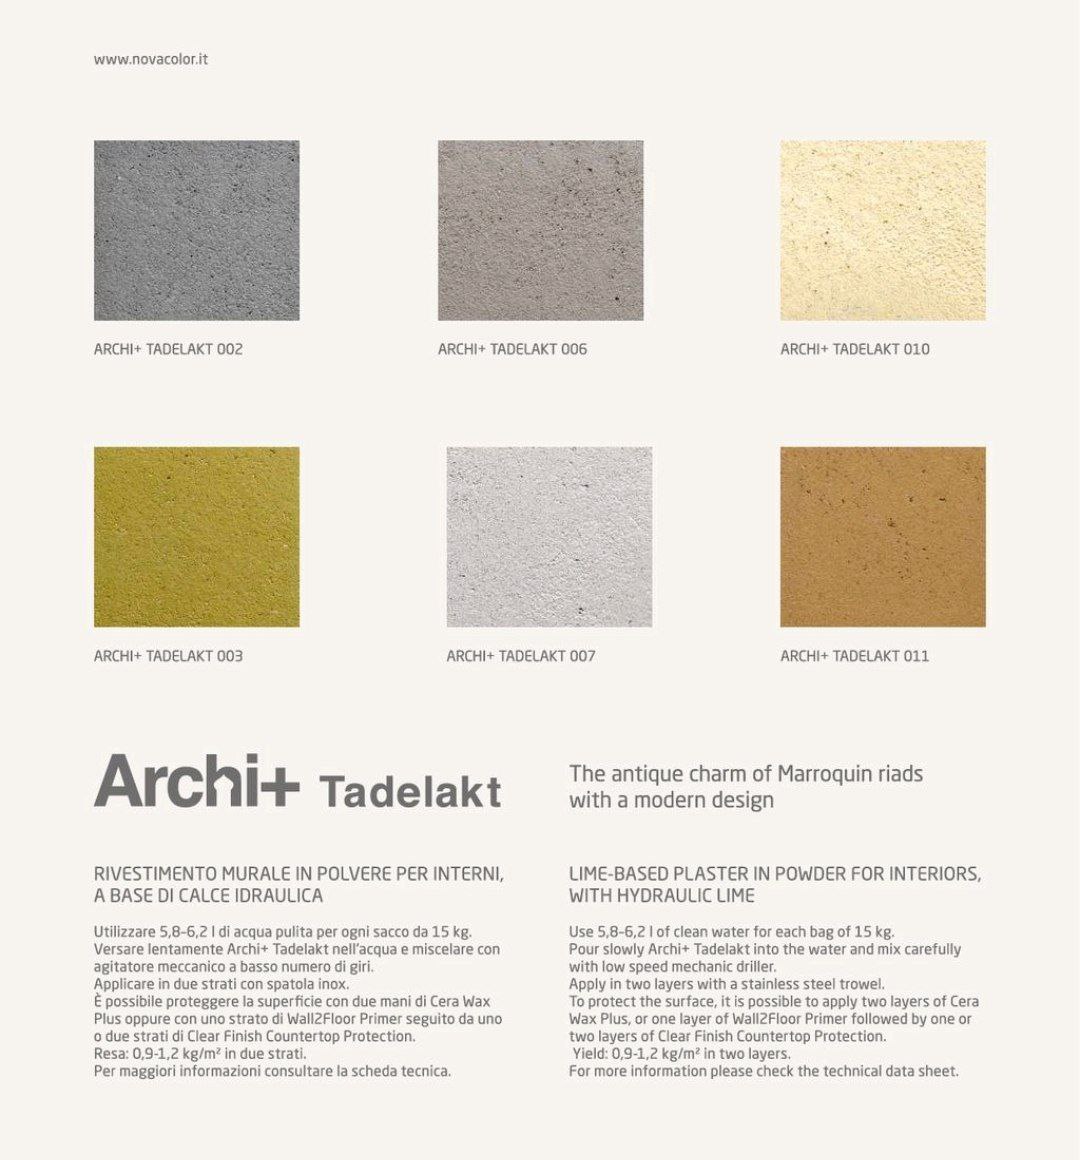 www.novacolor.it
ARCHI+ TADELAKT 002
ARCHI+ TADELAKT 006
ARCHI+ TADELAKT 010
ARCHI+ TADELAKT 003
ARCHI+ TADELAKT 007
ARCHI+ TADELAKT 011
Archi+ Tadelakt
RIVESTIMENTO MURALE IN POLVERE PER INTERNI,
A BASE DI CALCE IDRAULICA
Utilizzare 5,8-6,2 l di acqua pulita per ogni sacco da 15 kg.
Versare lentamente Archi+ Tadelakt nell'acqua e miscelare con
agitatore meccanico a basso numero di giri.
Applicare in due strati con spatola inox.
È possibile proteggere la superficie con due mani di Cera Wax
Plus oppure con uno strato di Wall2Floor Primer seguito da uno
o due strati di Clear Finish Countertop Protection.
Resa: 0,9-1,2 kg/m² in due strati.
Per maggiori informazioni consultare la scheda tecnica.
The antique charm of Marroquin riads
with a modern design
LIME-BASED PLASTER IN POWDER FOR INTERIORS,
WITH HYDRAULIC LIME
Use 5,8-6,2 l of clean water for each bag of 15 kg.
Pour slowly Archi+ Tadelakt into the water and mix carefully
with low speed mechanic driller.
Apply in two layers with a stainless steel trowel.
To protect the surface, it is possible to apply two layers of Cera
Wax Plus, or one layer of Wall2Floor Primer followed by one or
two layers of Clear Finish Countertop Protection.
Yield: 0,9-1,2 kg/m² in two layers.
For more information please check the technical data sheet.